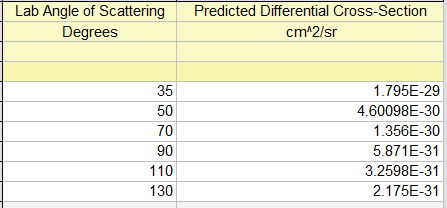 Lab Angle of Scattering Predicted Differential Cross-Section
Degrees cm^2/sr
35 1.795E-29
50 4.60098E-30
70 1.356E-30
90 5.871E-31
110 3.2598E-31
130 2.175E-31